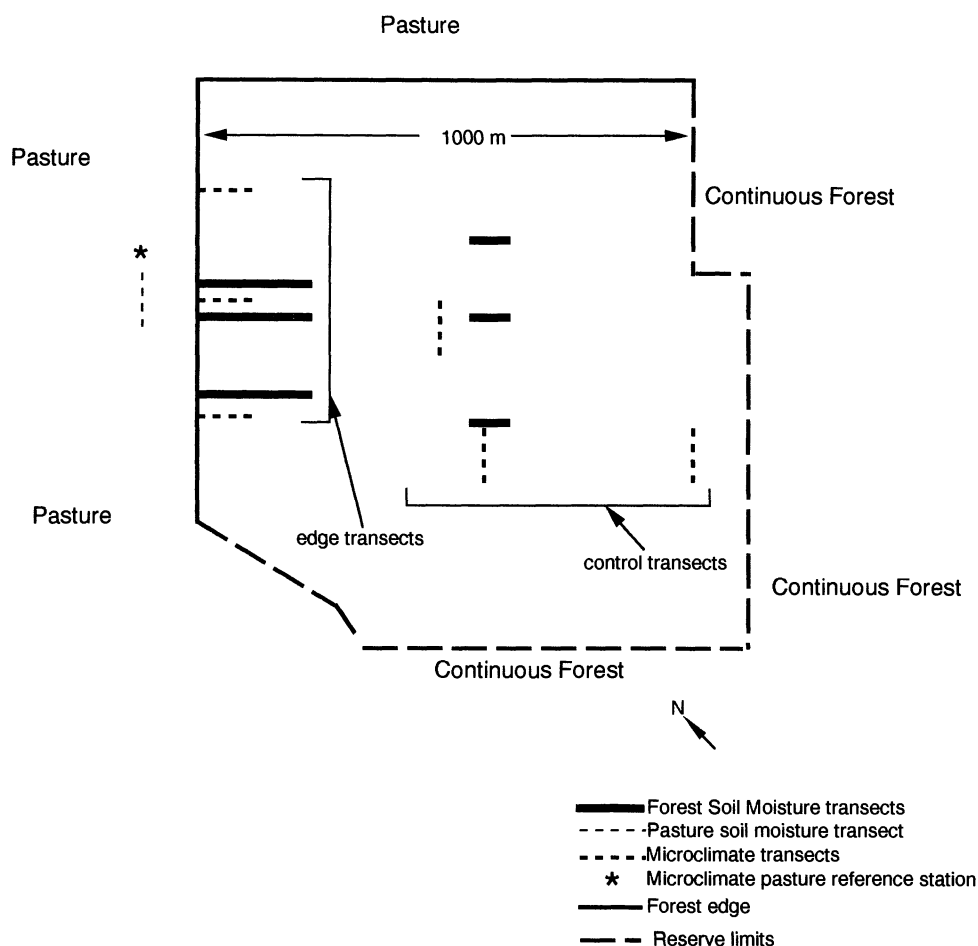 Pasture
1000 m
Pasture
Continuous Forest
*
Pasture
edge transects
control transects
Continuous Forest
Continuous Forest
N
Forest Soil Moisture transects
Pasture soil moisture transect
Microclimate transects
* Microclimate pasture reference station
Forest edge
Reserve limits